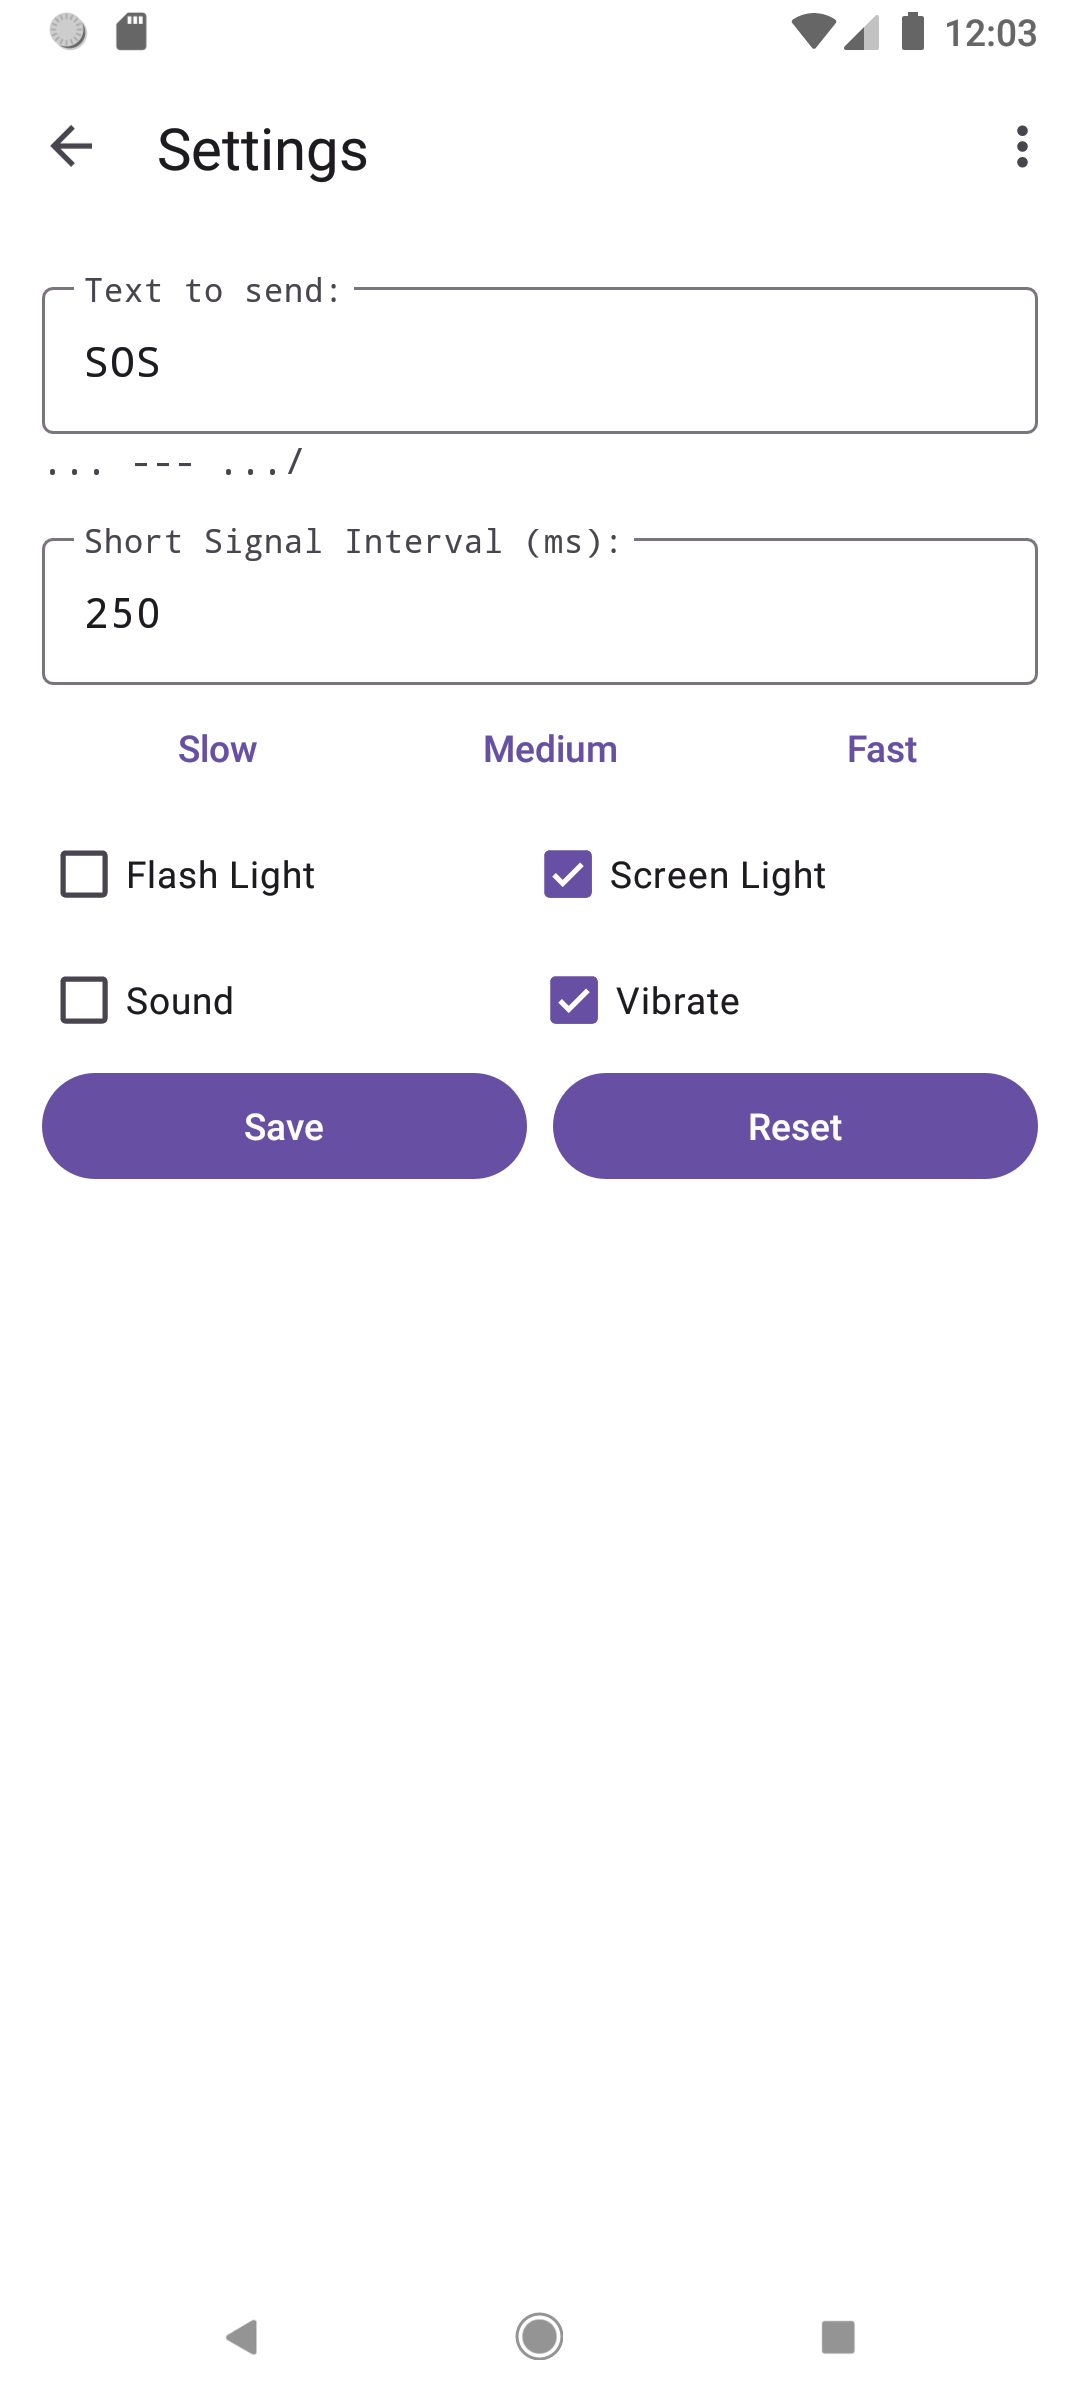 12:03
Settings
Text to send:
SOS
... --- .../
Short Signal Interval (ms):
250
Slow Medium Fast
Flash Light Screen Light
Sound Vibrate
Save Reset